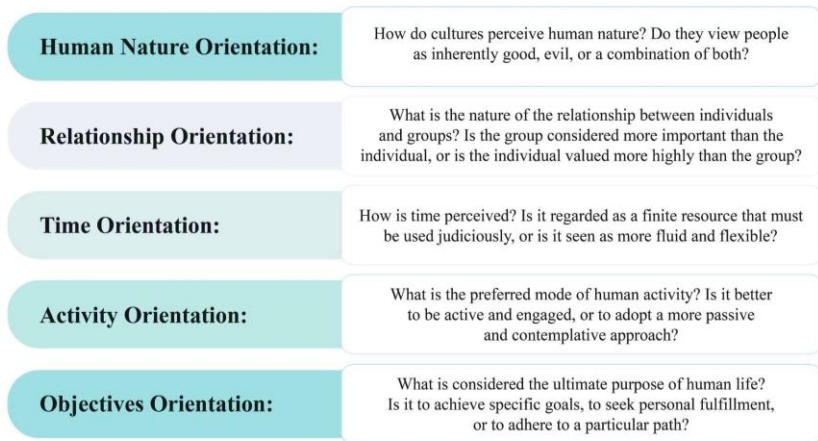 Human Nature Orientation:
How do cultures perceive human nature? Do they view people
as inherently good, evil, or a combination of both?
Relationship Orientation:
What is the nature of the relationship between individuals
and groups? Is the group considered more important than the
individual, or is the individual valued more highly than the group?
Time Orientation:
How is time perceived? Is it regarded as a finite resource that must
be used judiciously, or is it seen as more fluid and flexible?
Activity Orientation:
What is the preferred mode of human activity? Is it better
to be active and engaged, or to adopt a more passive
and contemplative approach?
Objectives Orientation:
What is considered the ultimate purpose of human life?
Is it to achieve specific goals, to seek personal fulfillment,
or to adhere to a particular path?